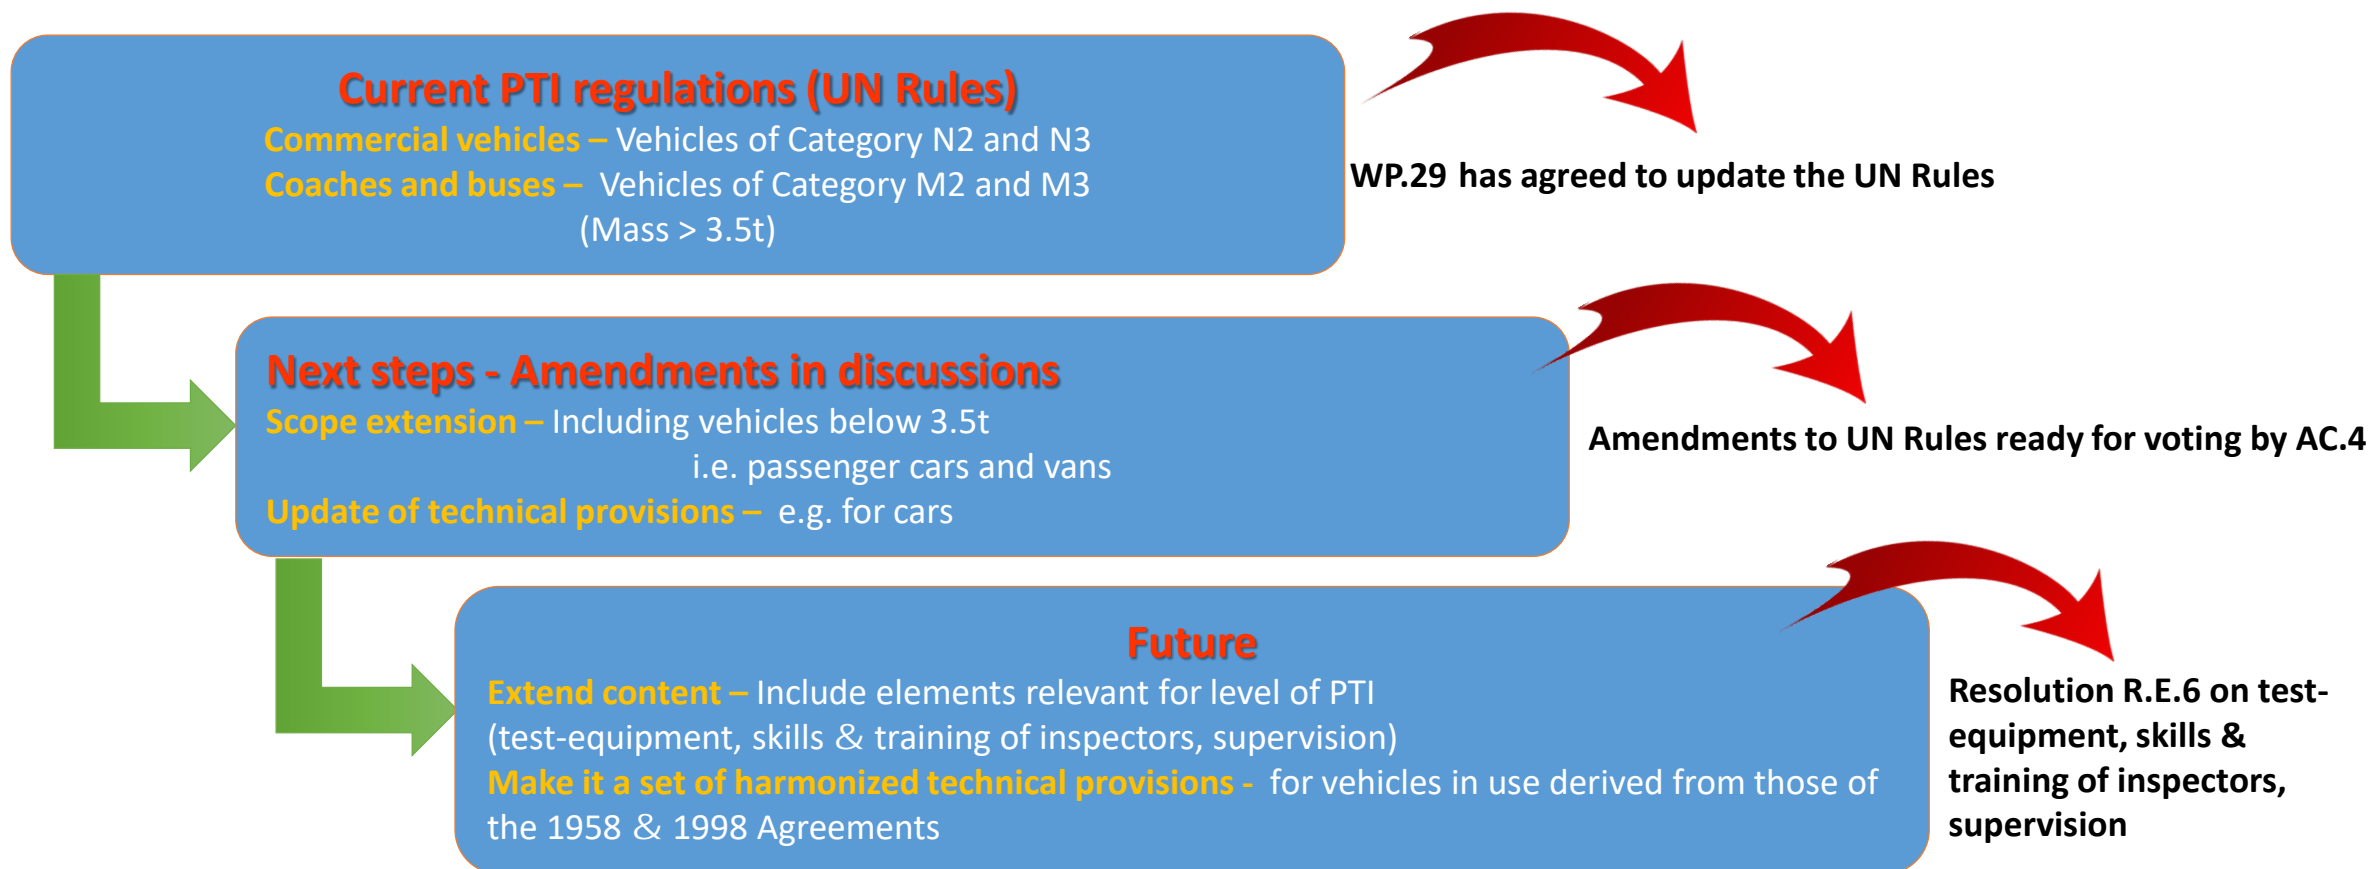 Current PTI regulations (UN Rules)
Commercial vehicles – Vehicles of Category N2 and N3
Coaches and buses – Vehicles of Category M2 and M3
(Mass > 3.5t)
WP.29 has agreed to update the UN Rules
Next steps - Amendments in discussions
Scope extension – Including vehicles below 3.5t
i.e. passenger cars and vans
Update of technical provisions – e.g. for cars
Amendments to UN Rules ready for voting by AC.4
Future
Extend content – Include elements relevant for level of PTI
(test-equipment, skills & training of inspectors, supervision)
Make it a set of harmonized technical provisions - for vehicles in use derived from those of
the 1958 & 1998 Agreements
Resolution R.E.6 on test-
equipment, skills &
training of inspectors,
supervision